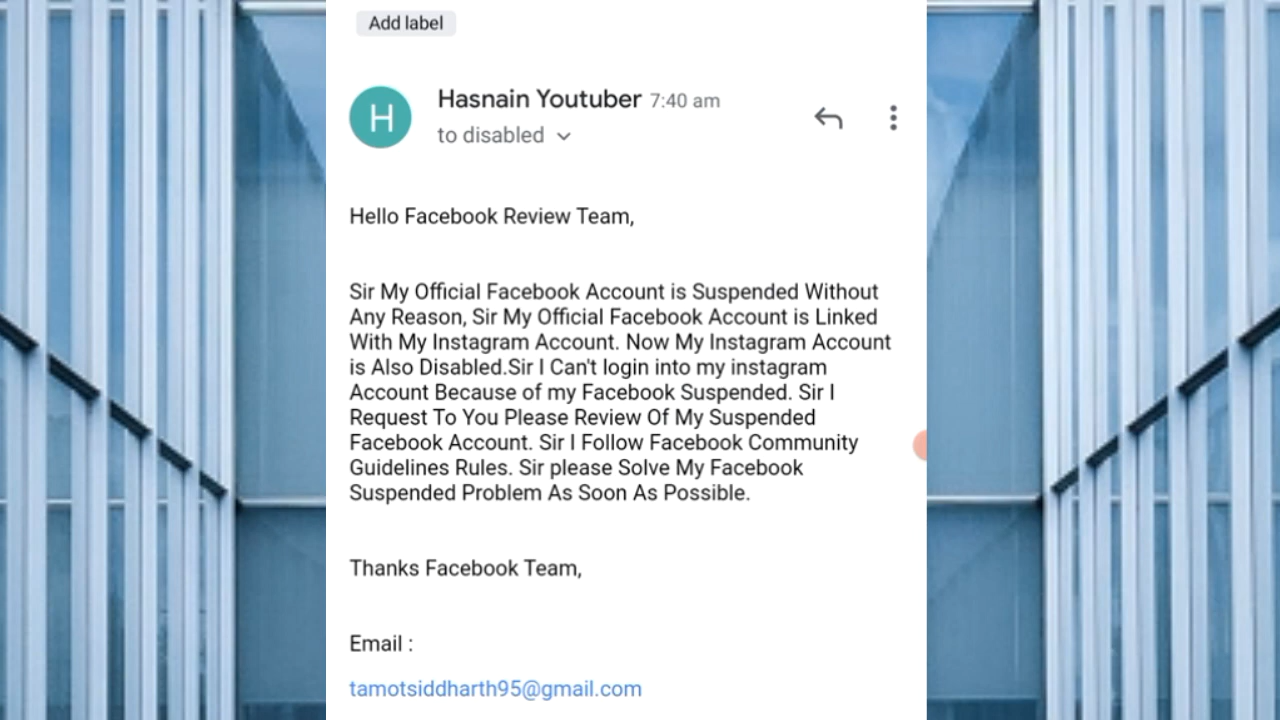 Add label
H
Hasnain Youtuber 7:40 am
to disabled
Hello Facebook Review Team,
Sir My Official Facebook Account is Suspended Without
Any Reason, Sir My Official Facebook Account is Linked
With My Instagram Account. Now My Instagram Account
is Also Disabled.Sir I Can't login into my instagram
Account Because of my Facebook Suspended. Sir I
Request To You Please Review Of My Suspended
Facebook Account. Sir I Follow Facebook Community
Guidelines Rules. Sir please Solve My Facebook
Suspended Problem As Soon As Possible.
Thanks Facebook Team,
Email :
tamotsiddharth95@gmail.com